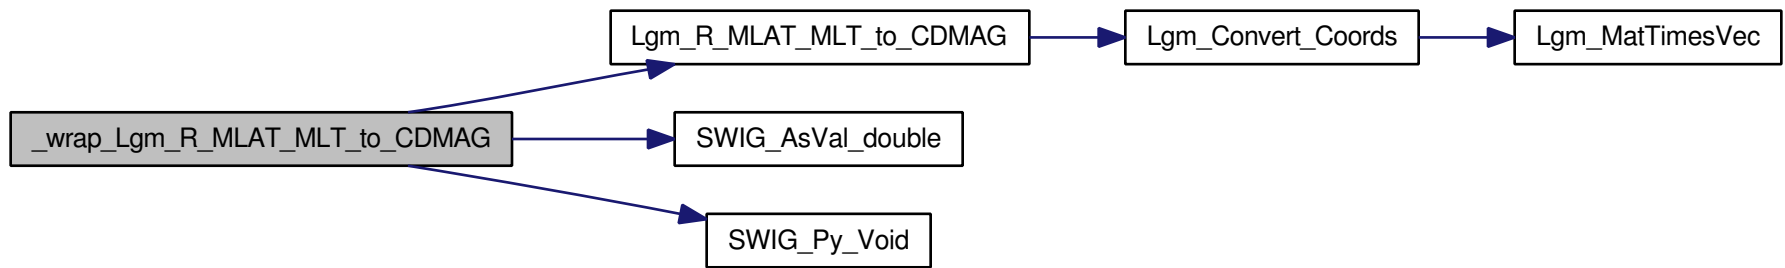 Lgm_R_MLAT_MLT_to_CDMAG
Lgm_Convert_Coords
Lgm_MatTimesVec
_wrap_Lgm_R_MLAT_MLT_to_CDMAG
SWIG_AsVal_double
SWIG_Py_Void